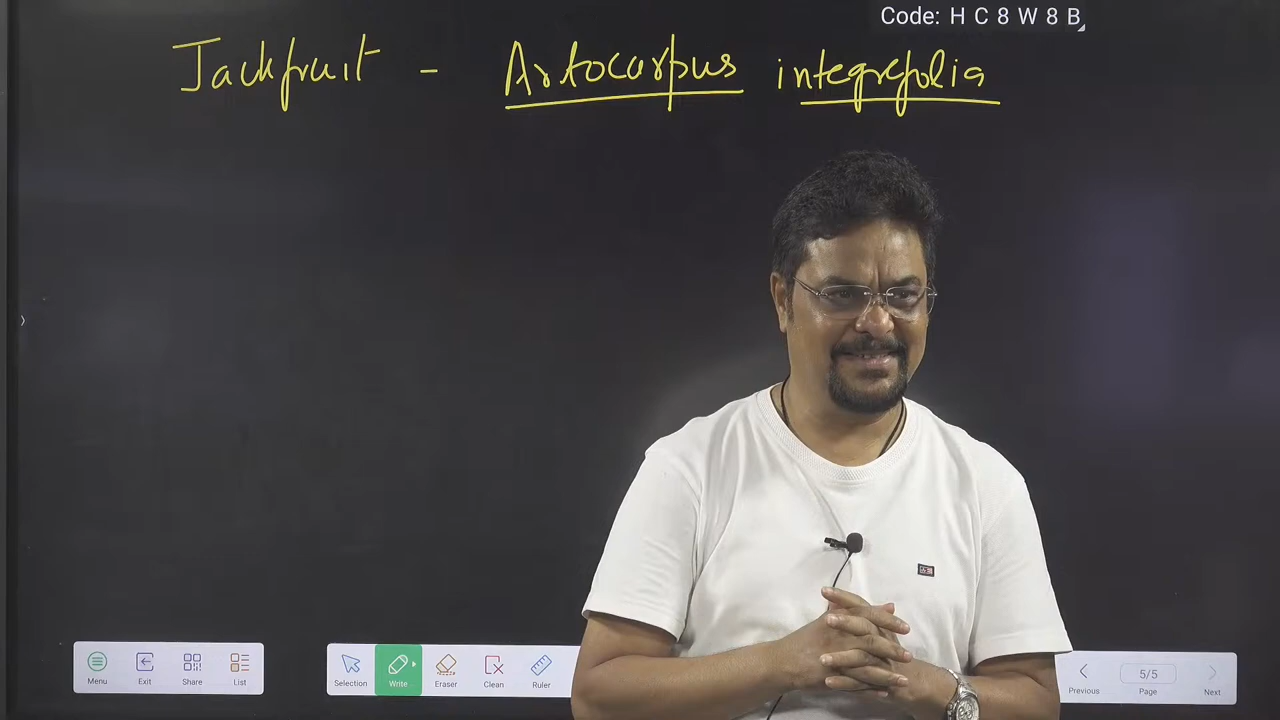 Code: H C 8 W 8 B
Jackfruit - Artocarpus integrefolia
Menu Exit Share List
Selection Write Eraser Clean Ruler
Previous 5/5 Page Next